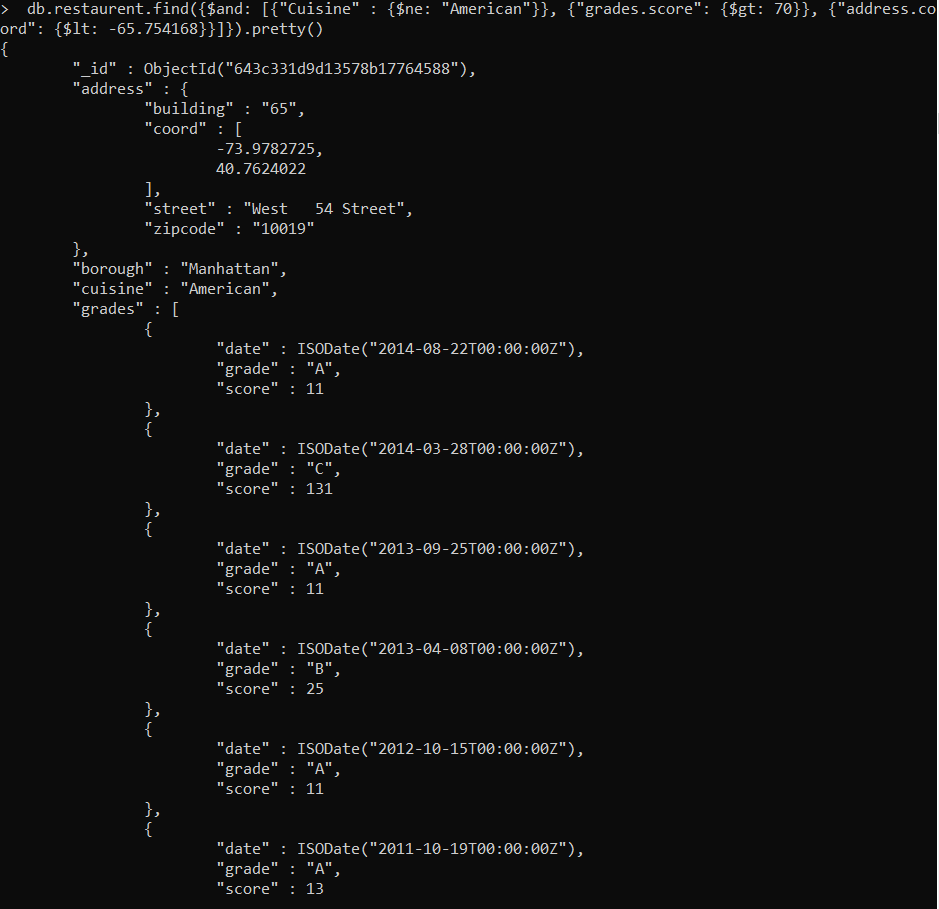 >  db.restaurent.find({$and: [{"Cuisine" : {$ne: "American"}}, {"grades.score": {$gt: 70}}, {"address.co
ord": {$lt: -65.754168}}]}).pretty()
{
        "_id" : ObjectId("643c331d9d13578b17764588"),
        "address" : {
                "building" : "65",
                "coord" : [
                        -73.9782725,
                        40.7624022
                ],
                "street" : "West   54 Street",
                "zipcode" : "10019"
        },
        "borough" : "Manhattan",
        "cuisine" : "American",
        "grades" : [
                {
                        "date" : ISODate("2014-08-22T00:00:00Z"),
                        "grade" : "A",
                        "score" : 11
                },
                {
                        "date" : ISODate("2014-03-28T00:00:00Z"),
                        "grade" : "C",
                        "score" : 131
                },
                {
                        "date" : ISODate("2013-09-25T00:00:00Z"),
                        "grade" : "A",
                        "score" : 11
                },
                {
                        "date" : ISODate("2013-04-08T00:00:00Z"),
                        "grade" : "B",
                        "score" : 25
                },
                {
                        "date" : ISODate("2012-10-15T00:00:00Z"),
                        "grade" : "A",
                        "score" : 11
                },
                {
                        "date" : ISODate("2011-10-19T00:00:00Z"),
                        "grade" : "A",
                        "score" : 13